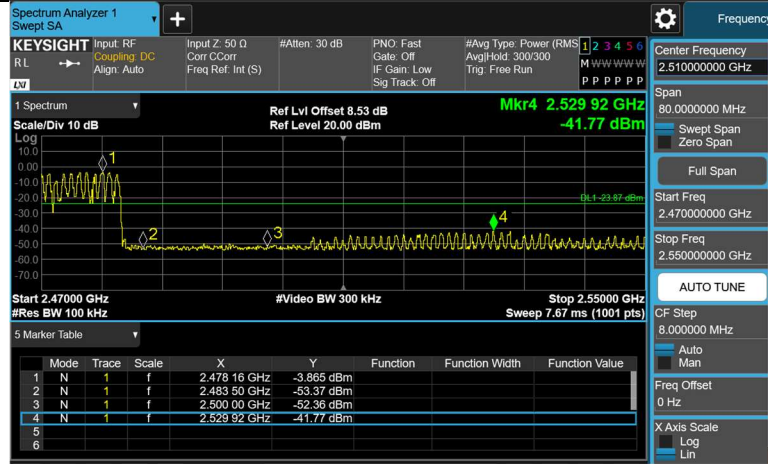 Spectrum Analyzer 1
Swept SA
+
Frequency
KEYSIGHT Input: RF Input Z: 50 Ω #Atten: 30 dB PNO: Fast #Avg Type: Power (RMS 1 2 3 4 5 6
RL Coupling: DC Corr CCorr Gate: Off Avg|Hold: 300/300 M W W W W W
Align: Auto Freq Ref: Int (S) IF Gain: Low Trig: Free Run
LXI Sig Track: Off P P P P P P
1 Spectrum Ref Lvl Offset 8.53 dB Mkr4 2.529 92 GHz
Scale/Div 10 dB Ref Level 20.00 dBm -41.77 dBm
Log
10.0
0.00
-10.0
-20.0
-30.0
-40.0
-50.0
-60.0
-70.0
1
2
3
4
DL1 -23.87 dBm
Start 2.47000 GHz #Video BW 300 kHz Stop 2.55000 GHz
#Res BW 100 kHz Sweep 7.67 ms (1001 pts)
5 Marker Table
Mode Trace Scale X Y Function Function Width Function Value
1 N 1 f 2.478 16 GHz -3.865 dBm
2 N 1 f 2.483 50 GHz -53.37 dBm
3 N 1 f 2.500 00 GHz -52.36 dBm
4 N 1 f 2.529 92 GHz -41.77 dBm
5
6
Center Frequency
2.510000000 GHz
Span
80.0000000 MHz
Swept Span
Zero Span
Full Span
Start Freq
2.470000000 GHz
Stop Freq
2.550000000 GHz
AUTO TUNE
CF Step
8.000000 MHz
Auto
Man
Freq Offset
0 Hz
X Axis Scale
Log
Lin